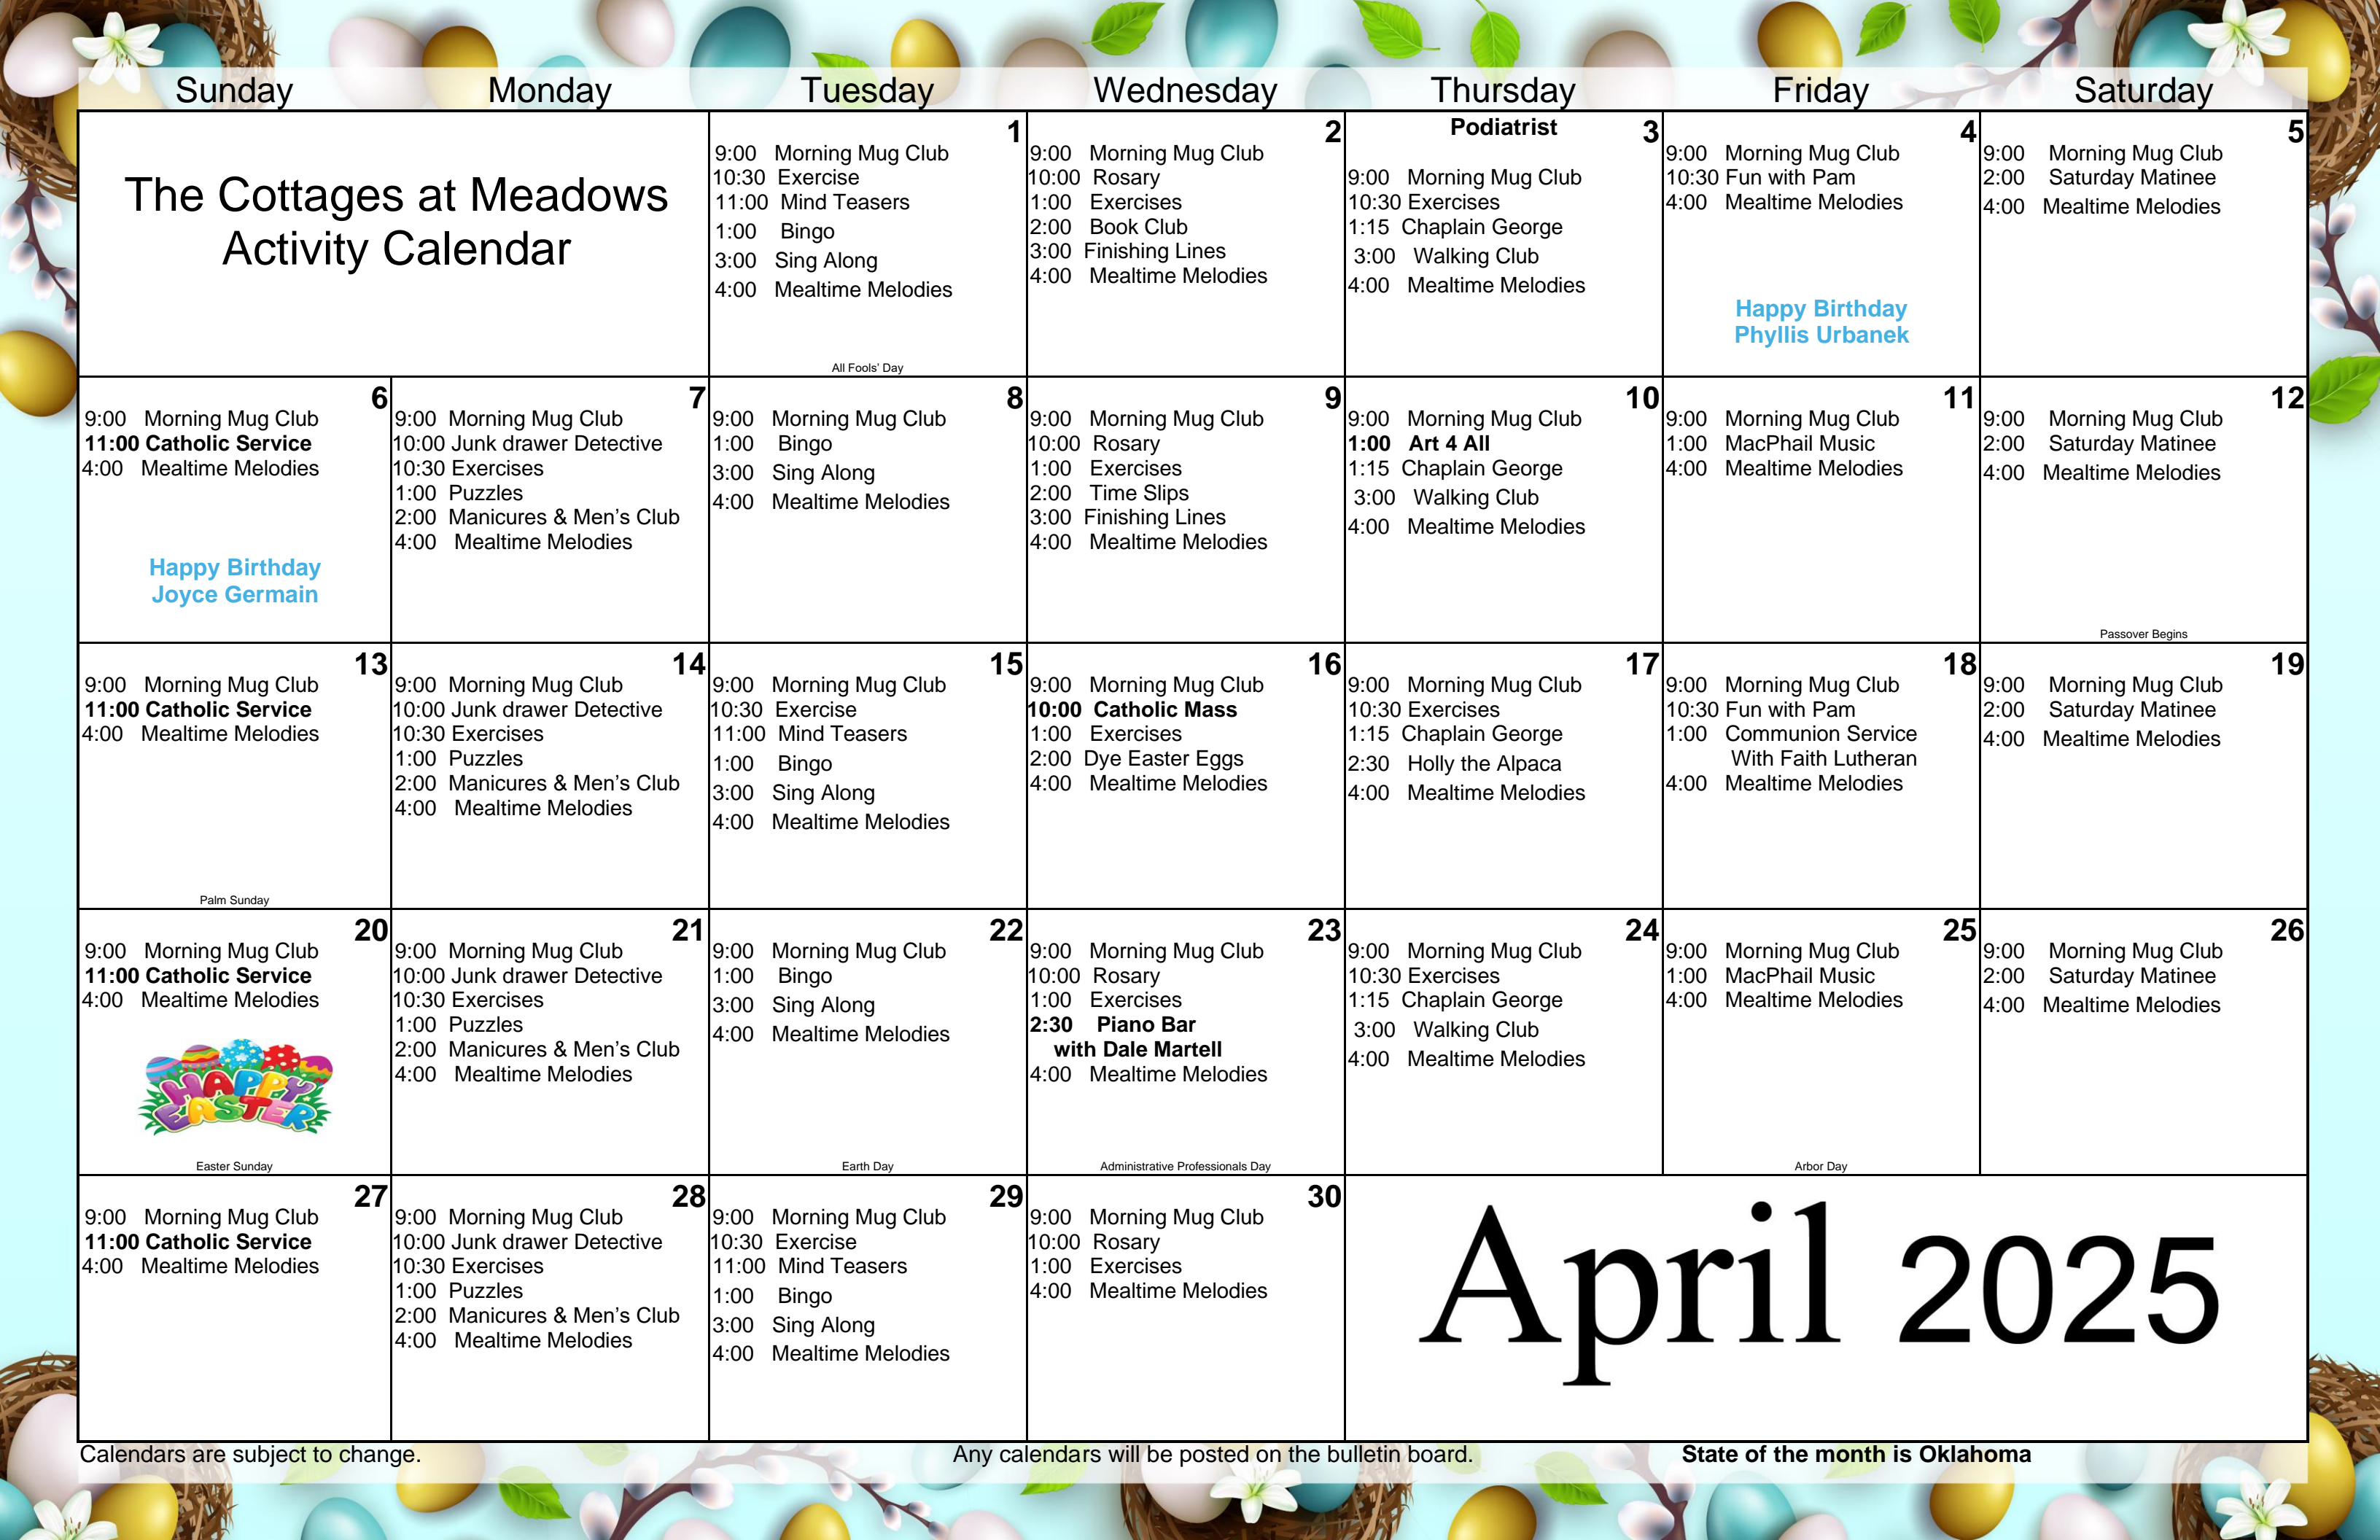 Sunday Monday Tuesday Wednesday Thursday Friday Saturday
The Cottages at Meadows
Activity Calendar
1
9:00 Morning Mug Club
10:30 Exercise
11:00 Mind Teasers
1:00 Bingo
3:00 Sing Along
4:00 Mealtime Melodies
All Fools' Day
2
9:00 Morning Mug Club
10:00 Rosary
1:00 Exercises
2:00 Book Club
3:00 Finishing Lines
4:00 Mealtime Melodies
Podiatrist 3
9:00 Morning Mug Club
10:30 Exercises
1:15 Chaplain George
3:00 Walking Club
4:00 Mealtime Melodies
4
9:00 Morning Mug Club
10:30 Fun with Pam
4:00 Mealtime Melodies
Happy Birthday
Phyllis Urbanek
5
9:00 Morning Mug Club
2:00 Saturday Matinee
4:00 Mealtime Melodies
6
9:00 Morning Mug Club
11:00 Catholic Service
4:00 Mealtime Melodies
Happy Birthday
Joyce Germain
7
9:00 Morning Mug Club
10:00 Junk drawer Detective
10:30 Exercises
1:00 Puzzles
2:00 Manicures & Men's Club
4:00 Mealtime Melodies
8
9:00 Morning Mug Club
1:00 Bingo
3:00 Sing Along
4:00 Mealtime Melodies
9
9:00 Morning Mug Club
10:00 Rosary
1:00 Exercises
2:00 Time Slips
3:00 Finishing Lines
4:00 Mealtime Melodies
10
9:00 Morning Mug Club
1:00 Art 4 All
1:15 Chaplain George
3:00 Walking Club
4:00 Mealtime Melodies
11
9:00 Morning Mug Club
1:00 MacPhail Music
4:00 Mealtime Melodies
12
9:00 Morning Mug Club
2:00 Saturday Matinee
4:00 Mealtime Melodies
Passover Begins
13
9:00 Morning Mug Club
11:00 Catholic Service
4:00 Mealtime Melodies
Palm Sunday
14
9:00 Morning Mug Club
10:00 Junk drawer Detective
10:30 Exercises
1:00 Puzzles
2:00 Manicures & Men's Club
4:00 Mealtime Melodies
15
9:00 Morning Mug Club
10:30 Exercise
11:00 Mind Teasers
1:00 Bingo
3:00 Sing Along
4:00 Mealtime Melodies
16
9:00 Morning Mug Club
10:00 Catholic Mass
1:00 Exercises
2:00 Dye Easter Eggs
4:00 Mealtime Melodies
17
9:00 Morning Mug Club
10:30 Exercises
1:15 Chaplain George
2:30 Holly the Alpaca
4:00 Mealtime Melodies
18
9:00 Morning Mug Club
10:30 Fun with Pam
1:00 Communion Service
With Faith Lutheran
4:00 Mealtime Melodies
19
9:00 Morning Mug Club
2:00 Saturday Matinee
4:00 Mealtime Melodies
20
9:00 Morning Mug Club
11:00 Catholic Service
4:00 Mealtime Melodies
HAPPY
EASTER
Easter Sunday
21
9:00 Morning Mug Club
10:00 Junk drawer Detective
10:30 Exercises
1:00 Puzzles
2:00 Manicures & Men's Club
4:00 Mealtime Melodies
22
9:00 Morning Mug Club
1:00 Bingo
3:00 Sing Along
4:00 Mealtime Melodies
Earth Day
23
9:00 Morning Mug Club
10:00 Rosary
1:00 Exercises
2:30 Piano Bar
with Dale Martell
4:00 Mealtime Melodies
Administrative Professionals Day
24
9:00 Morning Mug Club
10:30 Exercises
1:15 Chaplain George
3:00 Walking Club
4:00 Mealtime Melodies
25
9:00 Morning Mug Club
1:00 MacPhail Music
4:00 Mealtime Melodies
Arbor Day
26
9:00 Morning Mug Club
2:00 Saturday Matinee
4:00 Mealtime Melodies
27
9:00 Morning Mug Club
11:00 Catholic Service
4:00 Mealtime Melodies
28
9:00 Morning Mug Club
10:00 Junk drawer Detective
10:30 Exercises
1:00 Puzzles
2:00 Manicures & Men's Club
4:00 Mealtime Melodies
29
9:00 Morning Mug Club
10:30 Exercise
11:00 Mind Teasers
1:00 Bingo
3:00 Sing Along
4:00 Mealtime Melodies
30
9:00 Morning Mug Club
10:00 Rosary
1:00 Exercises
4:00 Mealtime Melodies
April 2025
Calendars are subject to change. Any calendars will be posted on the bulletin board. State of the month is Oklahoma